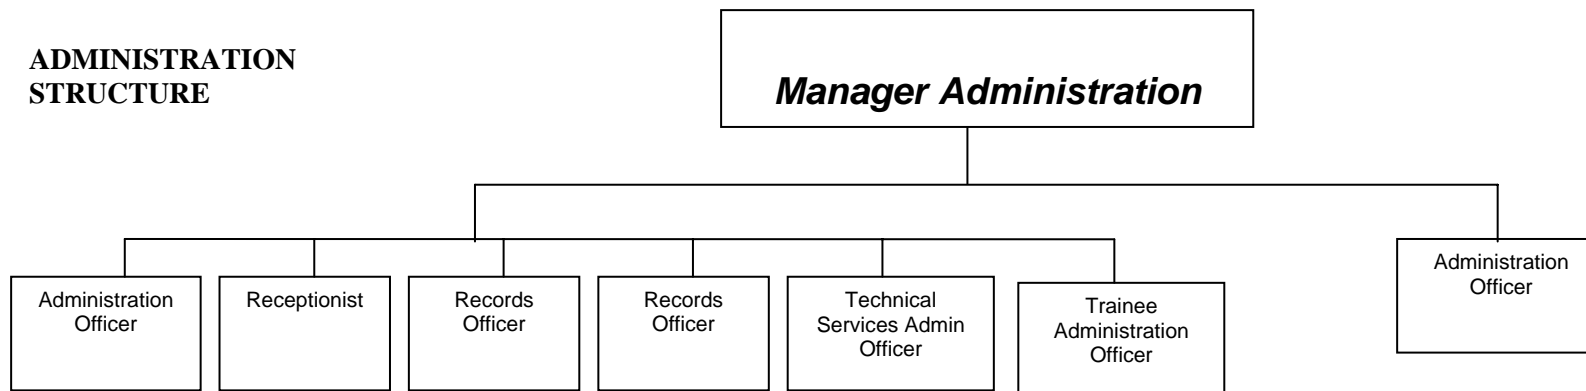 ADMINISTRATION
STRUCTURE
Manager Administration
Administration
Officer
Receptionist
Records
Officer
Records
Officer
Technical
Services Admin
Officer
Trainee
Administration
Officer
Administration
Officer